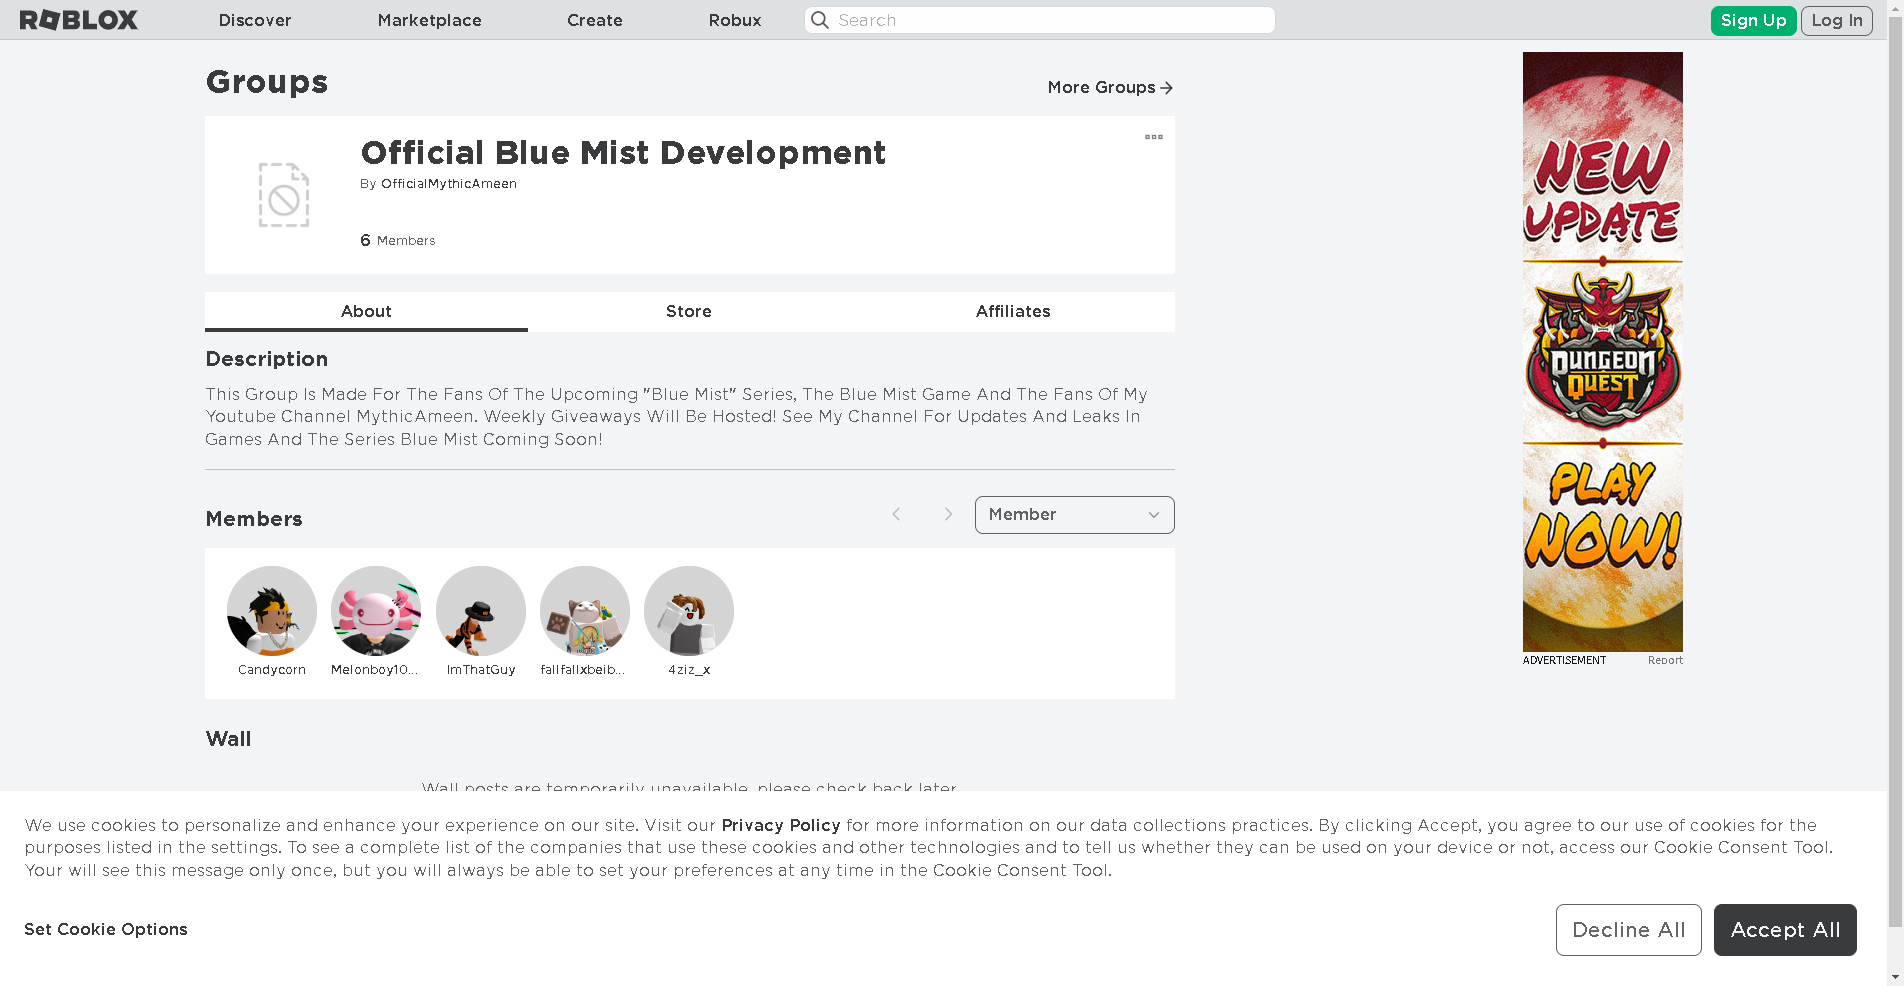 ROBLOX Discover Marketplace Create Robux Search Sign Up Log In
Groups
More Groups
Official Blue Mist Development
By OfficialMythicAmeen
6 Members
About Store Affiliates
Description
This Group Is Made For The Fans Of The Upcoming "Blue Mist" Series, The Blue Mist Game And The Fans Of My
Youtube Channel MythicAmeen. Weekly Giveaways Will Be Hosted! See My Channel For Updates And Leaks In
Games And The Series Blue Mist Coming Soon!
Members
Member
Candycorn Melonboy10... ImThatGuy fallfallxbeib... 4ziz_x
Wall
Wall posts are temporarily unavailable, please check back later.
NEW
UPDATE
DUNGEON
QUEST
PLAY
NOW!
ADVERTISEMENT Report
We use cookies to personalize and enhance your experience on our site. Visit our Privacy Policy for more information on our data collections practices. By clicking Accept, you agree to our use of cookies for the
purposes listed in the settings. To see a complete list of the companies that use these cookies and other technologies and to tell us whether they can be used on your device or not, access our Cookie Consent Tool.
Your will see this message only once, but you will always be able to set your preferences at any time in the Cookie Consent Tool.
Set Cookie Options
Decline All Accept All